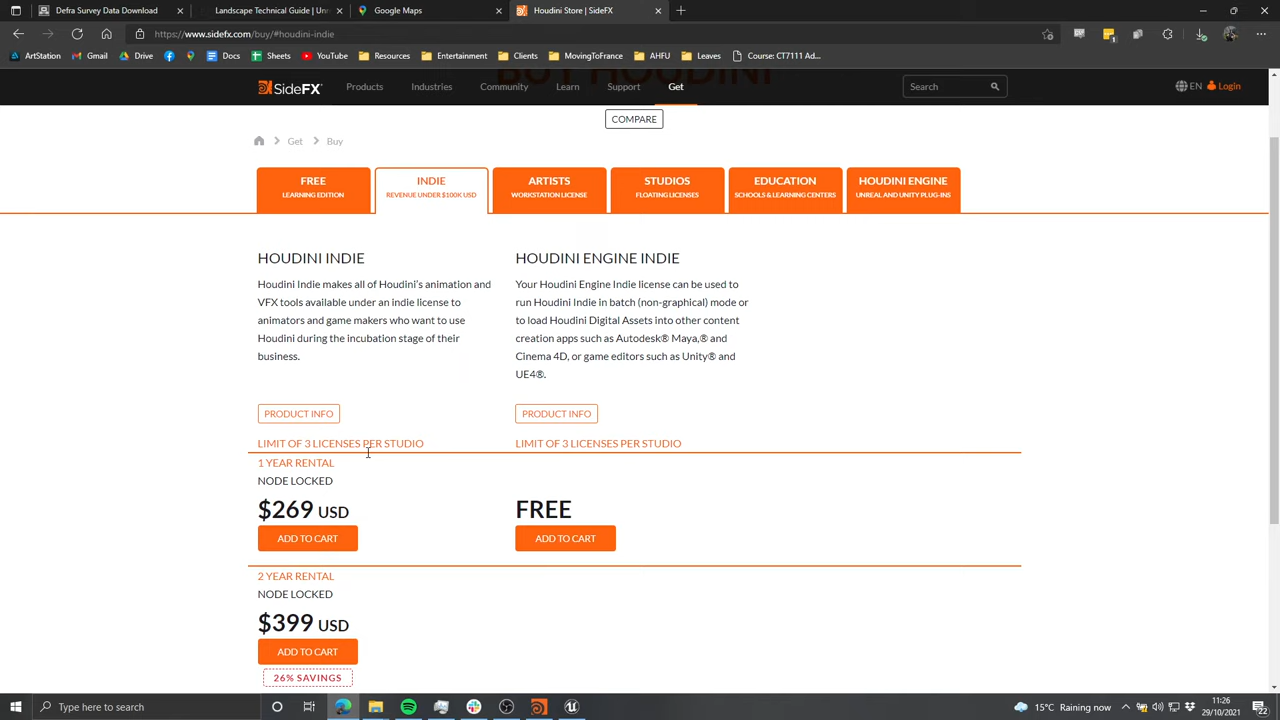 Defra Survey Data Download
Landscape Technical Guidebook: I
Google Maps
Houdini Store | SideFX
https://www.sidefx.com/buy/#houdini-indie
ArtStation
Gmail
Drive
Docs
Sheets
YouTube
Resources
Entertainment
Clients
MovingToFrance
AHFU
Leaves
Course: CT7111 Ad...
BUY HOUDINI
SideFX
Products
Industries
Community
Learn
Support
Get
Search
EN
Login
COMPARE
Get
Buy
FREE
LEARNING EDITION
INDIE
REVENUE UNDER $100K USD
ARTISTS
WORKSTATION LICENSE
STUDIOS
FLOATING LICENSES
EDUCATION
SCHOOLS & LEARNING CENTERS
HOUDINI ENGINE
UNREAL AND UNITY PLUG-INS
HOUDINI INDIE
Houdini Indie makes all of Houdini's animation and
VFX tools available under an indie license to
animators and game makers who want to use
Houdini during the incubation stage of their
business.
PRODUCT INFO
LIMIT OF 3 LICENSES PER STUDIO
HOUDINI ENGINE INDIE
Your Houdini Engine Indie license can be used to
run Houdini Indie in batch (non-graphical) mode or
to load Houdini Digital Assets into other content
creation apps such as Autodesk® Maya,® and
Cinema 4D, or game editors such as Unity® and
UE4®.
PRODUCT INFO
LIMIT OF 3 LICENSES PER STUDIO
1 YEAR RENTAL
NODE LOCKED
$269 USD
ADD TO CART
FREE
ADD TO CART
2 YEAR RENTAL
NODE LOCKED
$399 USD
ADD TO CART
26% SAVINGS
Type here to search
15°C Raining now
11:26
29/10/2021
22